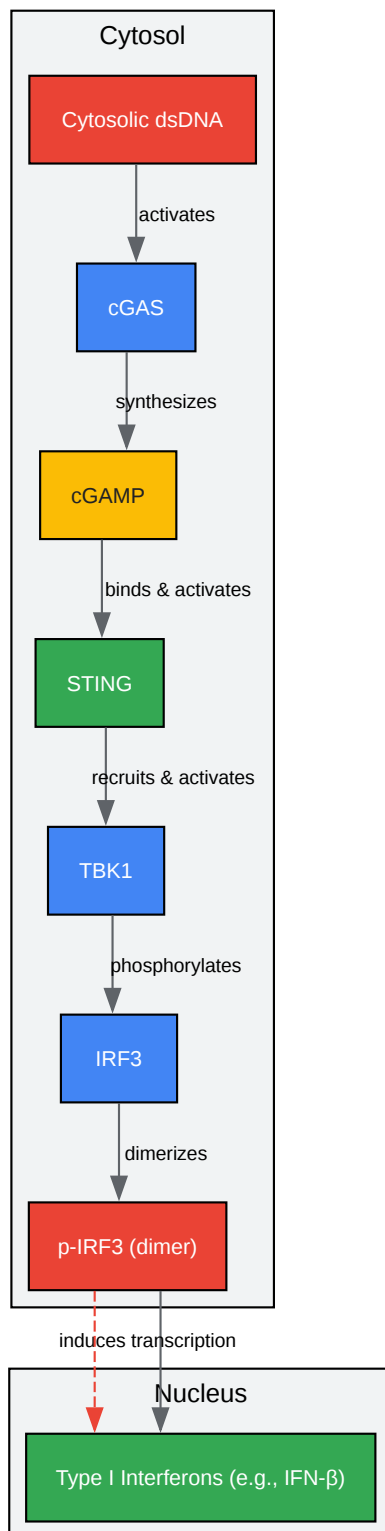 Cytosol
Cytosolic dsDNA
activates
cGAS
synthesizes
cGAMP
binds & activates
STING
recruits & activates
TBK1
phosphorylates
IRF3
dimerizes
p-IRF3 (dimer)
induces transcription
Nucleus
Type I Interferons (e.g., IFN-β)